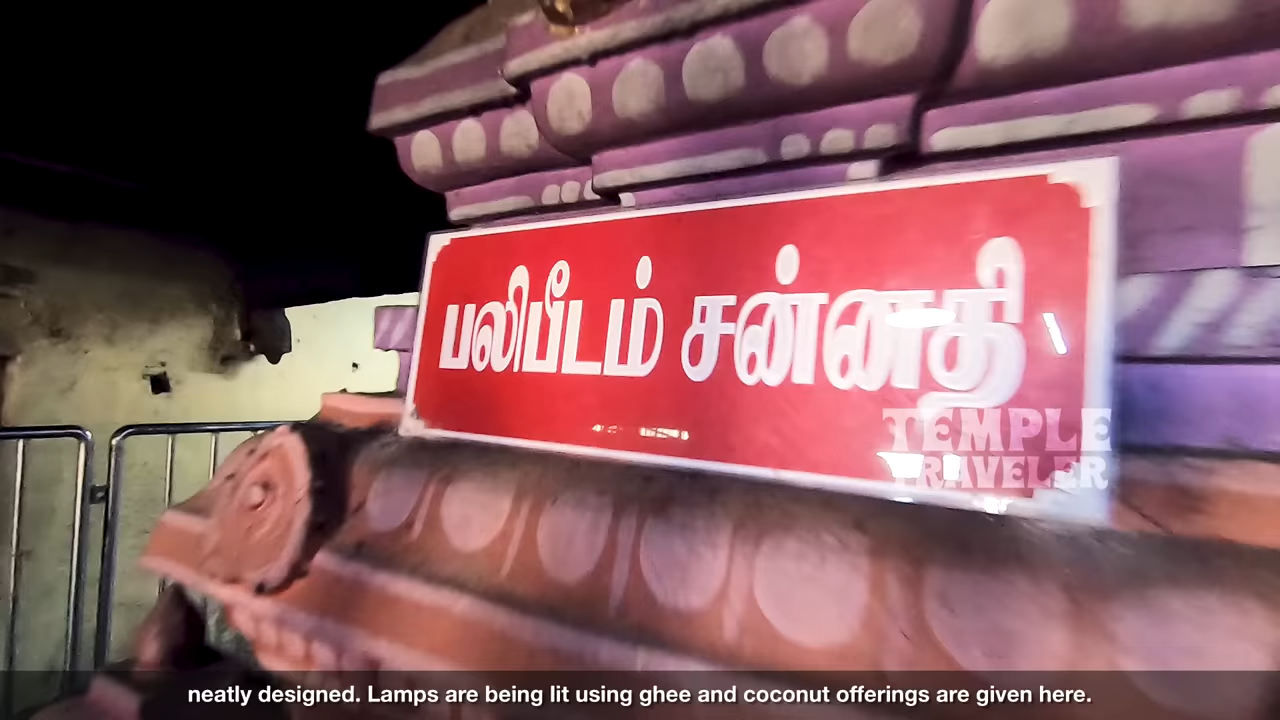 பலிபீடம் சன்னதி
TEMPLE
TRAVELER
neatly designed. Lamps are being lit using ghee and coconut offerings are given here.